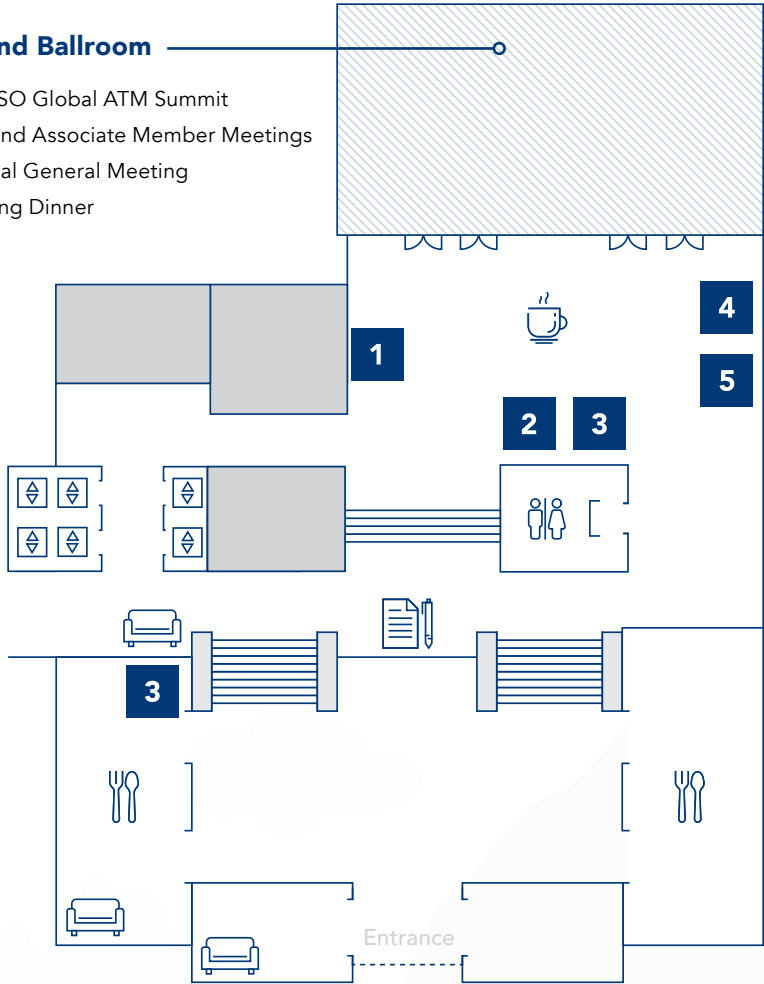 nd Ballroom
SO Global ATM Summit
nd Associate Member Meetings
al General Meeting
ng Dinner
4
1
5
2 3
3
Entrance